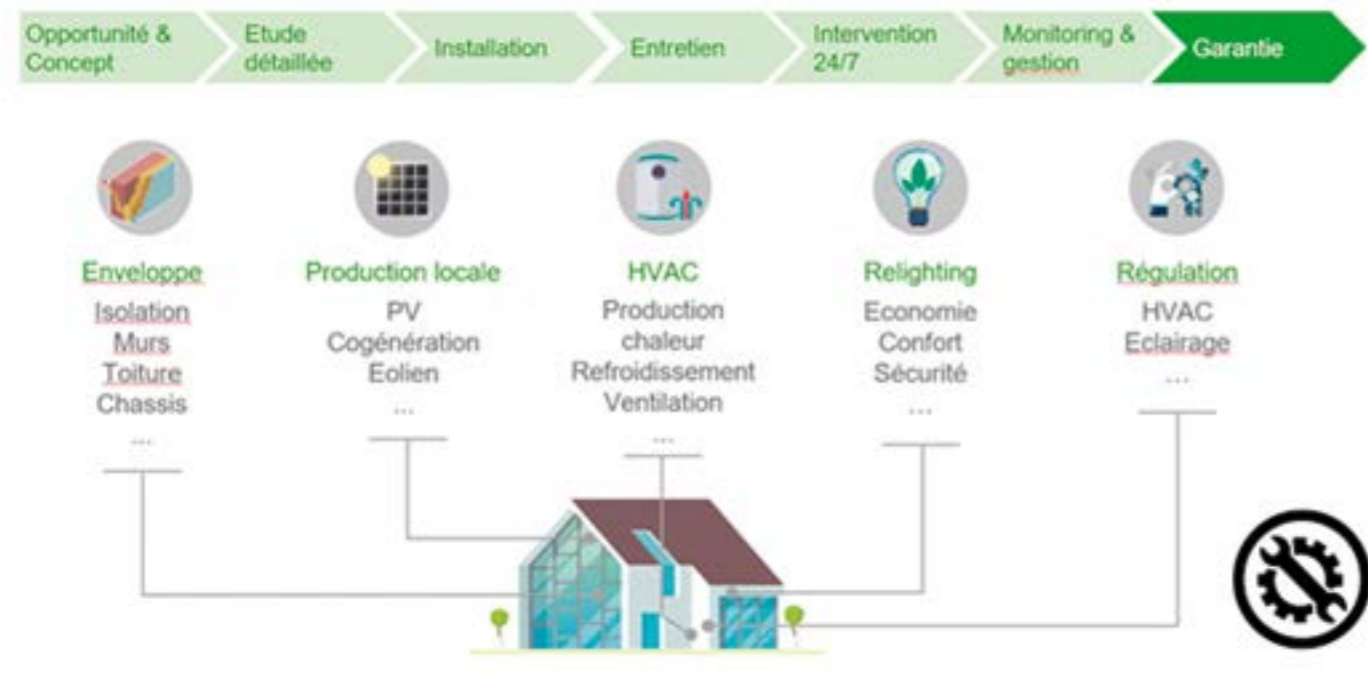 Opportunité &
Concept
Etude
détaillée
Installation
Entretien
Intervention
24/7
Monitoring &
gestion
Garantie
Enveloppe
Isolation
Murs
Toiture
Chassis
...
Production locale
PV
Cogénération
Eolien
...
HVAC
Production
chaleur
Refroidissement
Ventilation
...
Relighting
Economie
Confort
Sécurité
...
Régulation
HVAC
Eclairage
...